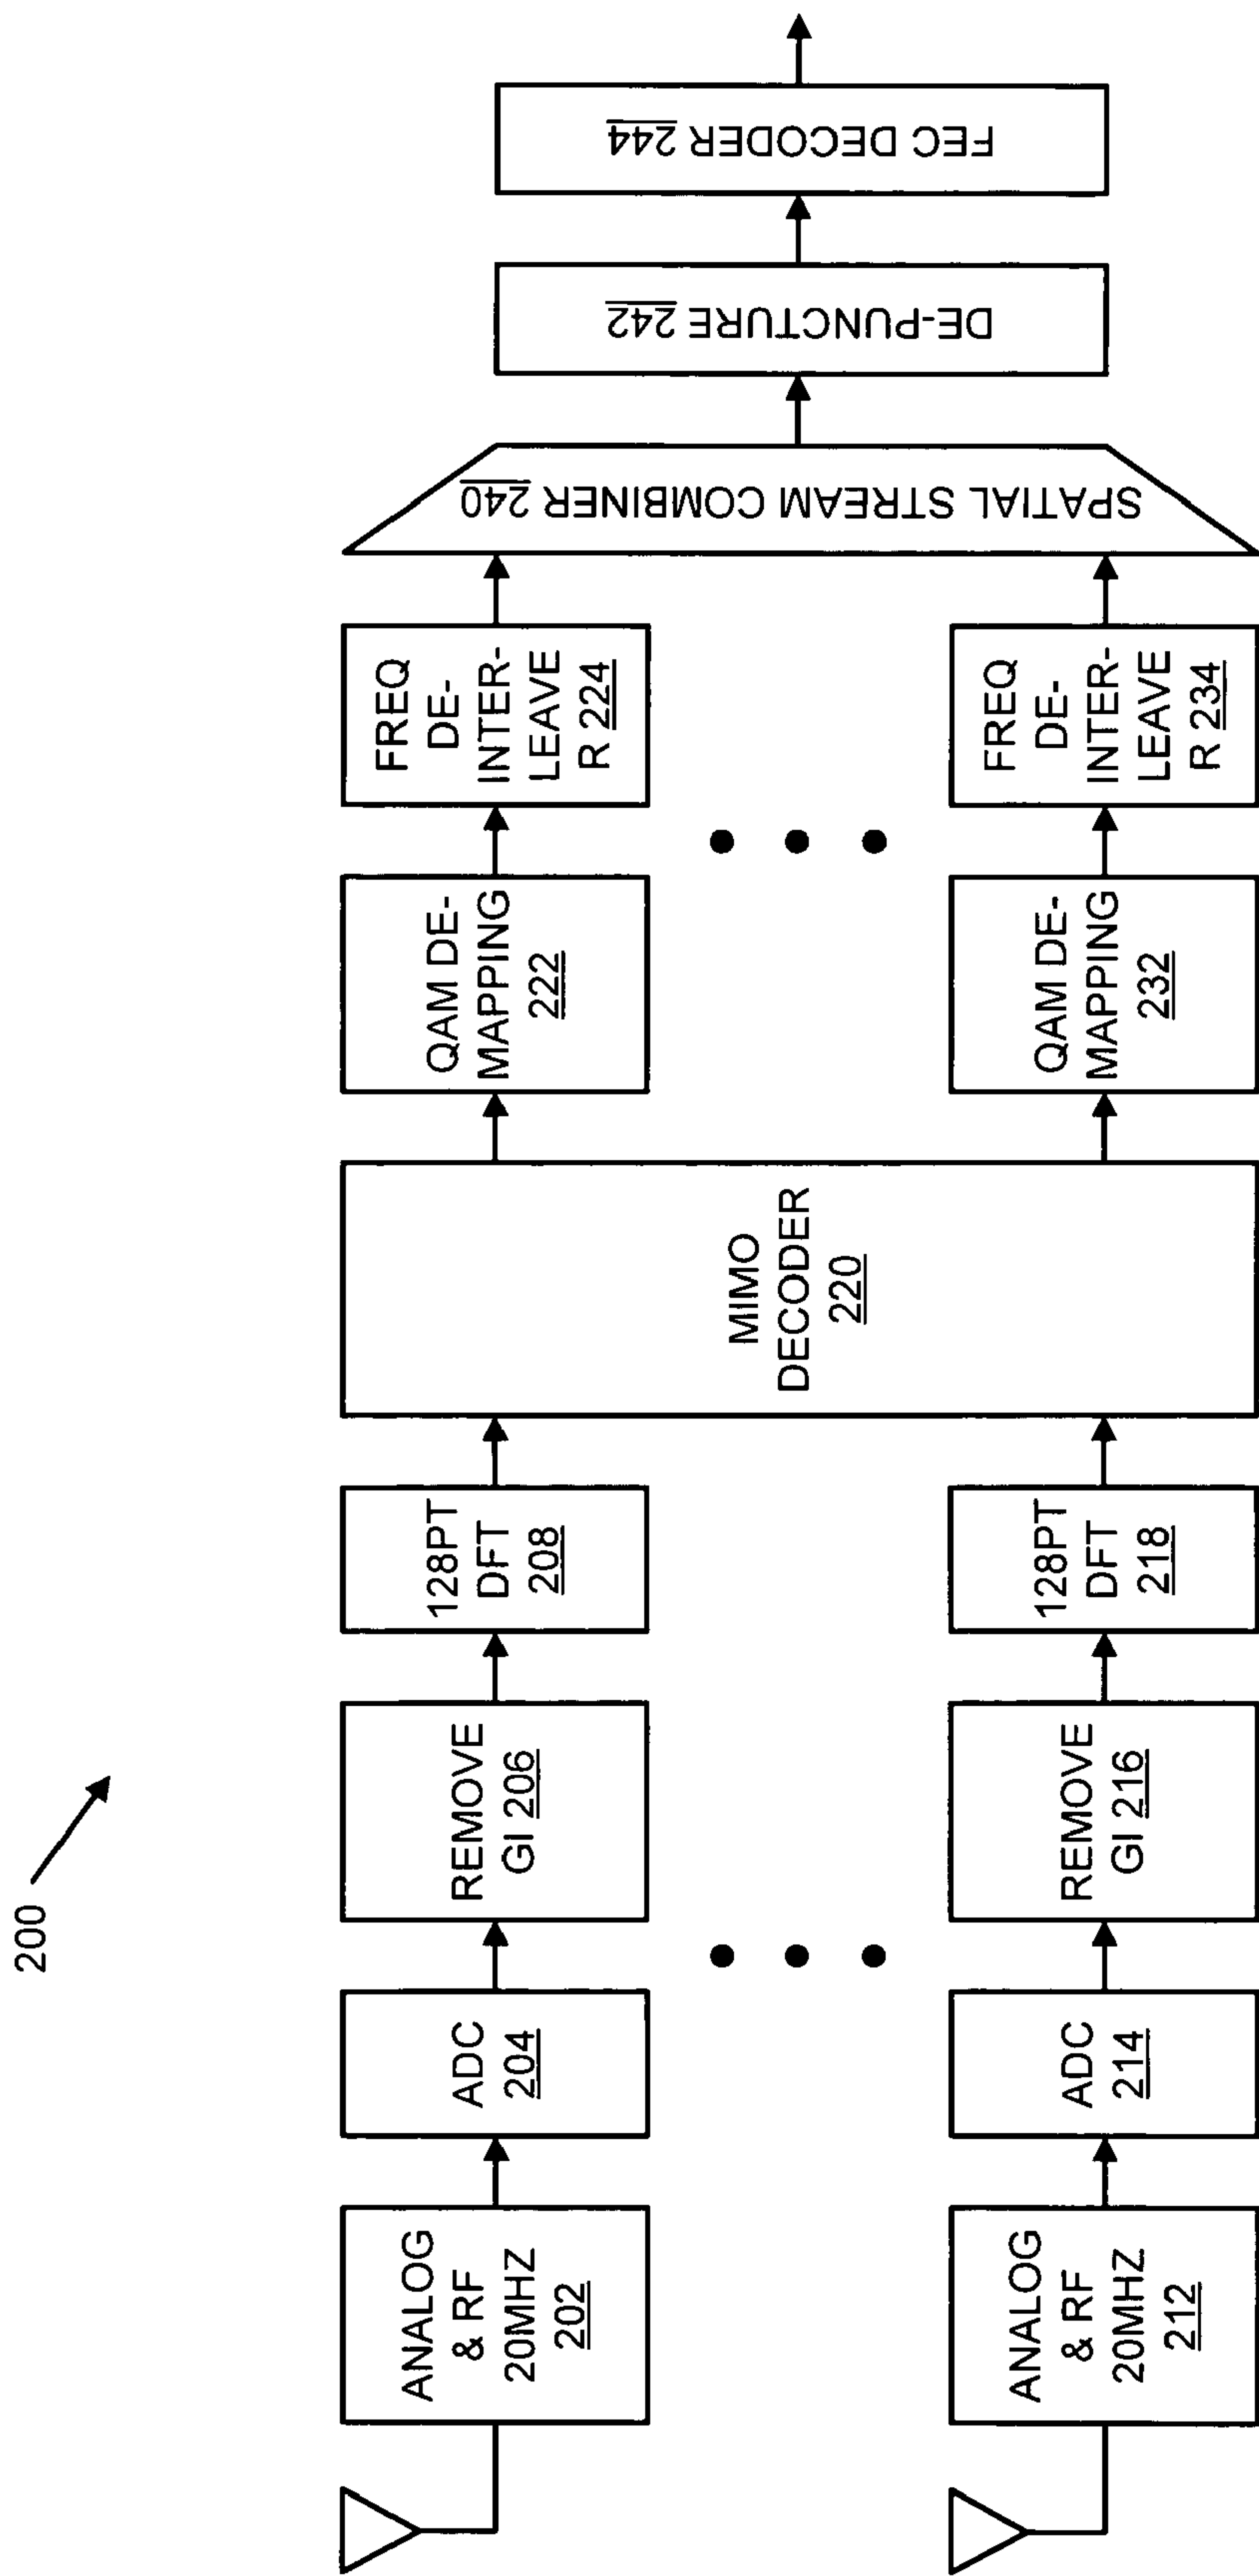 200
ANALOG
& RF
20MHZ
202
ADC
204
REMOVE
GI 206
128PT
DFT
208
MIMO
DECODER
220
QAM DE-
MAPPING
222
FREQ
DE-
INTER-
LEAVE
R 224
ANALOG
& RF
20MHZ
212
ADC
214
REMOVE
GI 216
128PT
DFT
218
QAM DE-
MAPPING
232
FREQ
DE-
INTER-
LEAVE
R 234
SPATIAL STREAM COMBINER 240
DE-PUNCTURE 242
FEC DECODER 244